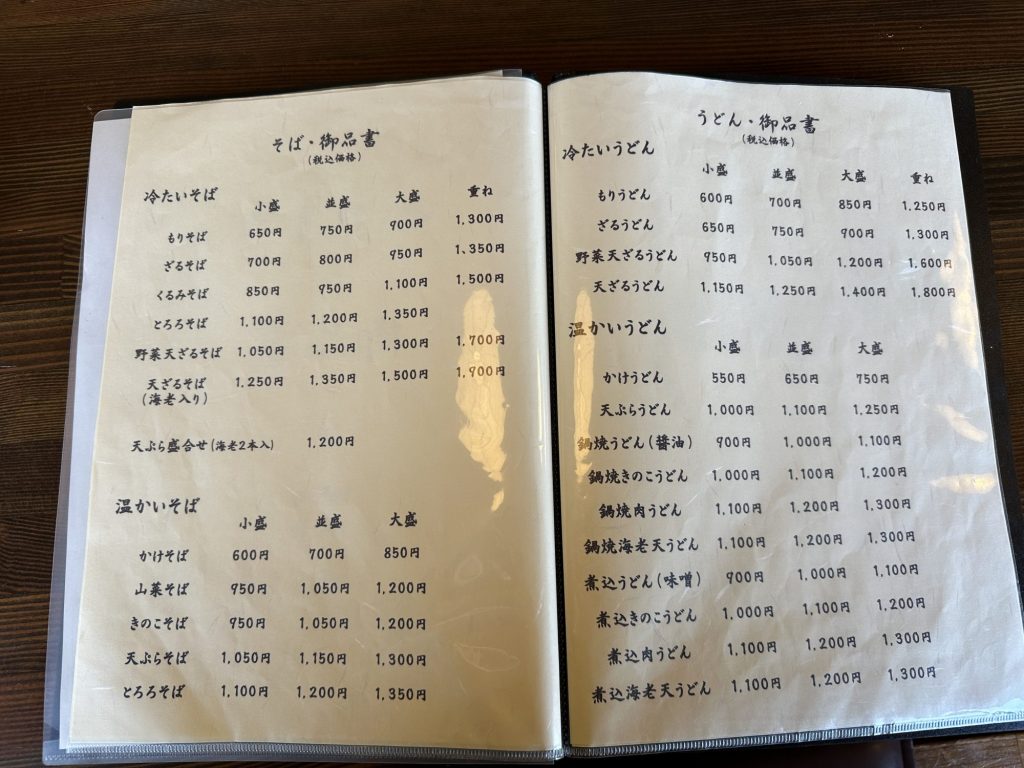 そば・御品書
(税込価格)
冷たいそば
小盛 並盛 大盛 重ね
もりそば 650円 750円 900円 1,300円
ざるそば 700円 800円 950円 1,350円
くるみそば 850円 950円 1,100円 1,500円
とろろそば 1,100円 1,200円 1,350円
野菜天ざるそば 1,050円 1,150円 1,300円 1,700円
天ざるそば 1,250円 1,350円 1,500円 1,900円
(海老入り)
天ぷら盛合せ(海老2本入) 1,200円
温かいそば
小盛 並盛 大盛
かけそば 600円 700円 850円
山菜そば 950円 1,050円 1,200円
きのこそば 950円 1,050円 1,200円
天ぷらそば 1,050円 1,150円 1,300円
とろろそば 1,100円 1,200円 1,350円
うどん・御品書
(税込価格)
冷たいうどん
小盛 並盛 大盛 重ね
もりうどん 600円 700円 850円 1,250円
ざるうどん 650円 750円 900円 1,300円
野菜天ざるうどん 950円 1,050円 1,200円 1,600円
天ざるうどん 1,150円 1,250円 1,400円 1,800円
温かいうどん
小盛 並盛 大盛
かけうどん 550円 650円 750円
天ぷらうどん 1,000円 1,100円 1,250円
鍋焼うどん(醤油) 900円 1,000円 1,100円
鍋焼きのこうどん 1,000円 1,100円 1,200円
鍋焼肉うどん 1,100円 1,200円 1,300円
鍋焼海老天うどん 1,100円 1,200円 1,300円
煮込うどん(味噌) 900円 1,000円 1,100円
煮込きのこうどん 1,000円 1,100円 1,200円
煮込肉うどん 1,100円 1,200円 1,300円
煮込海老天うどん 1,100円 1,200円 1,300円